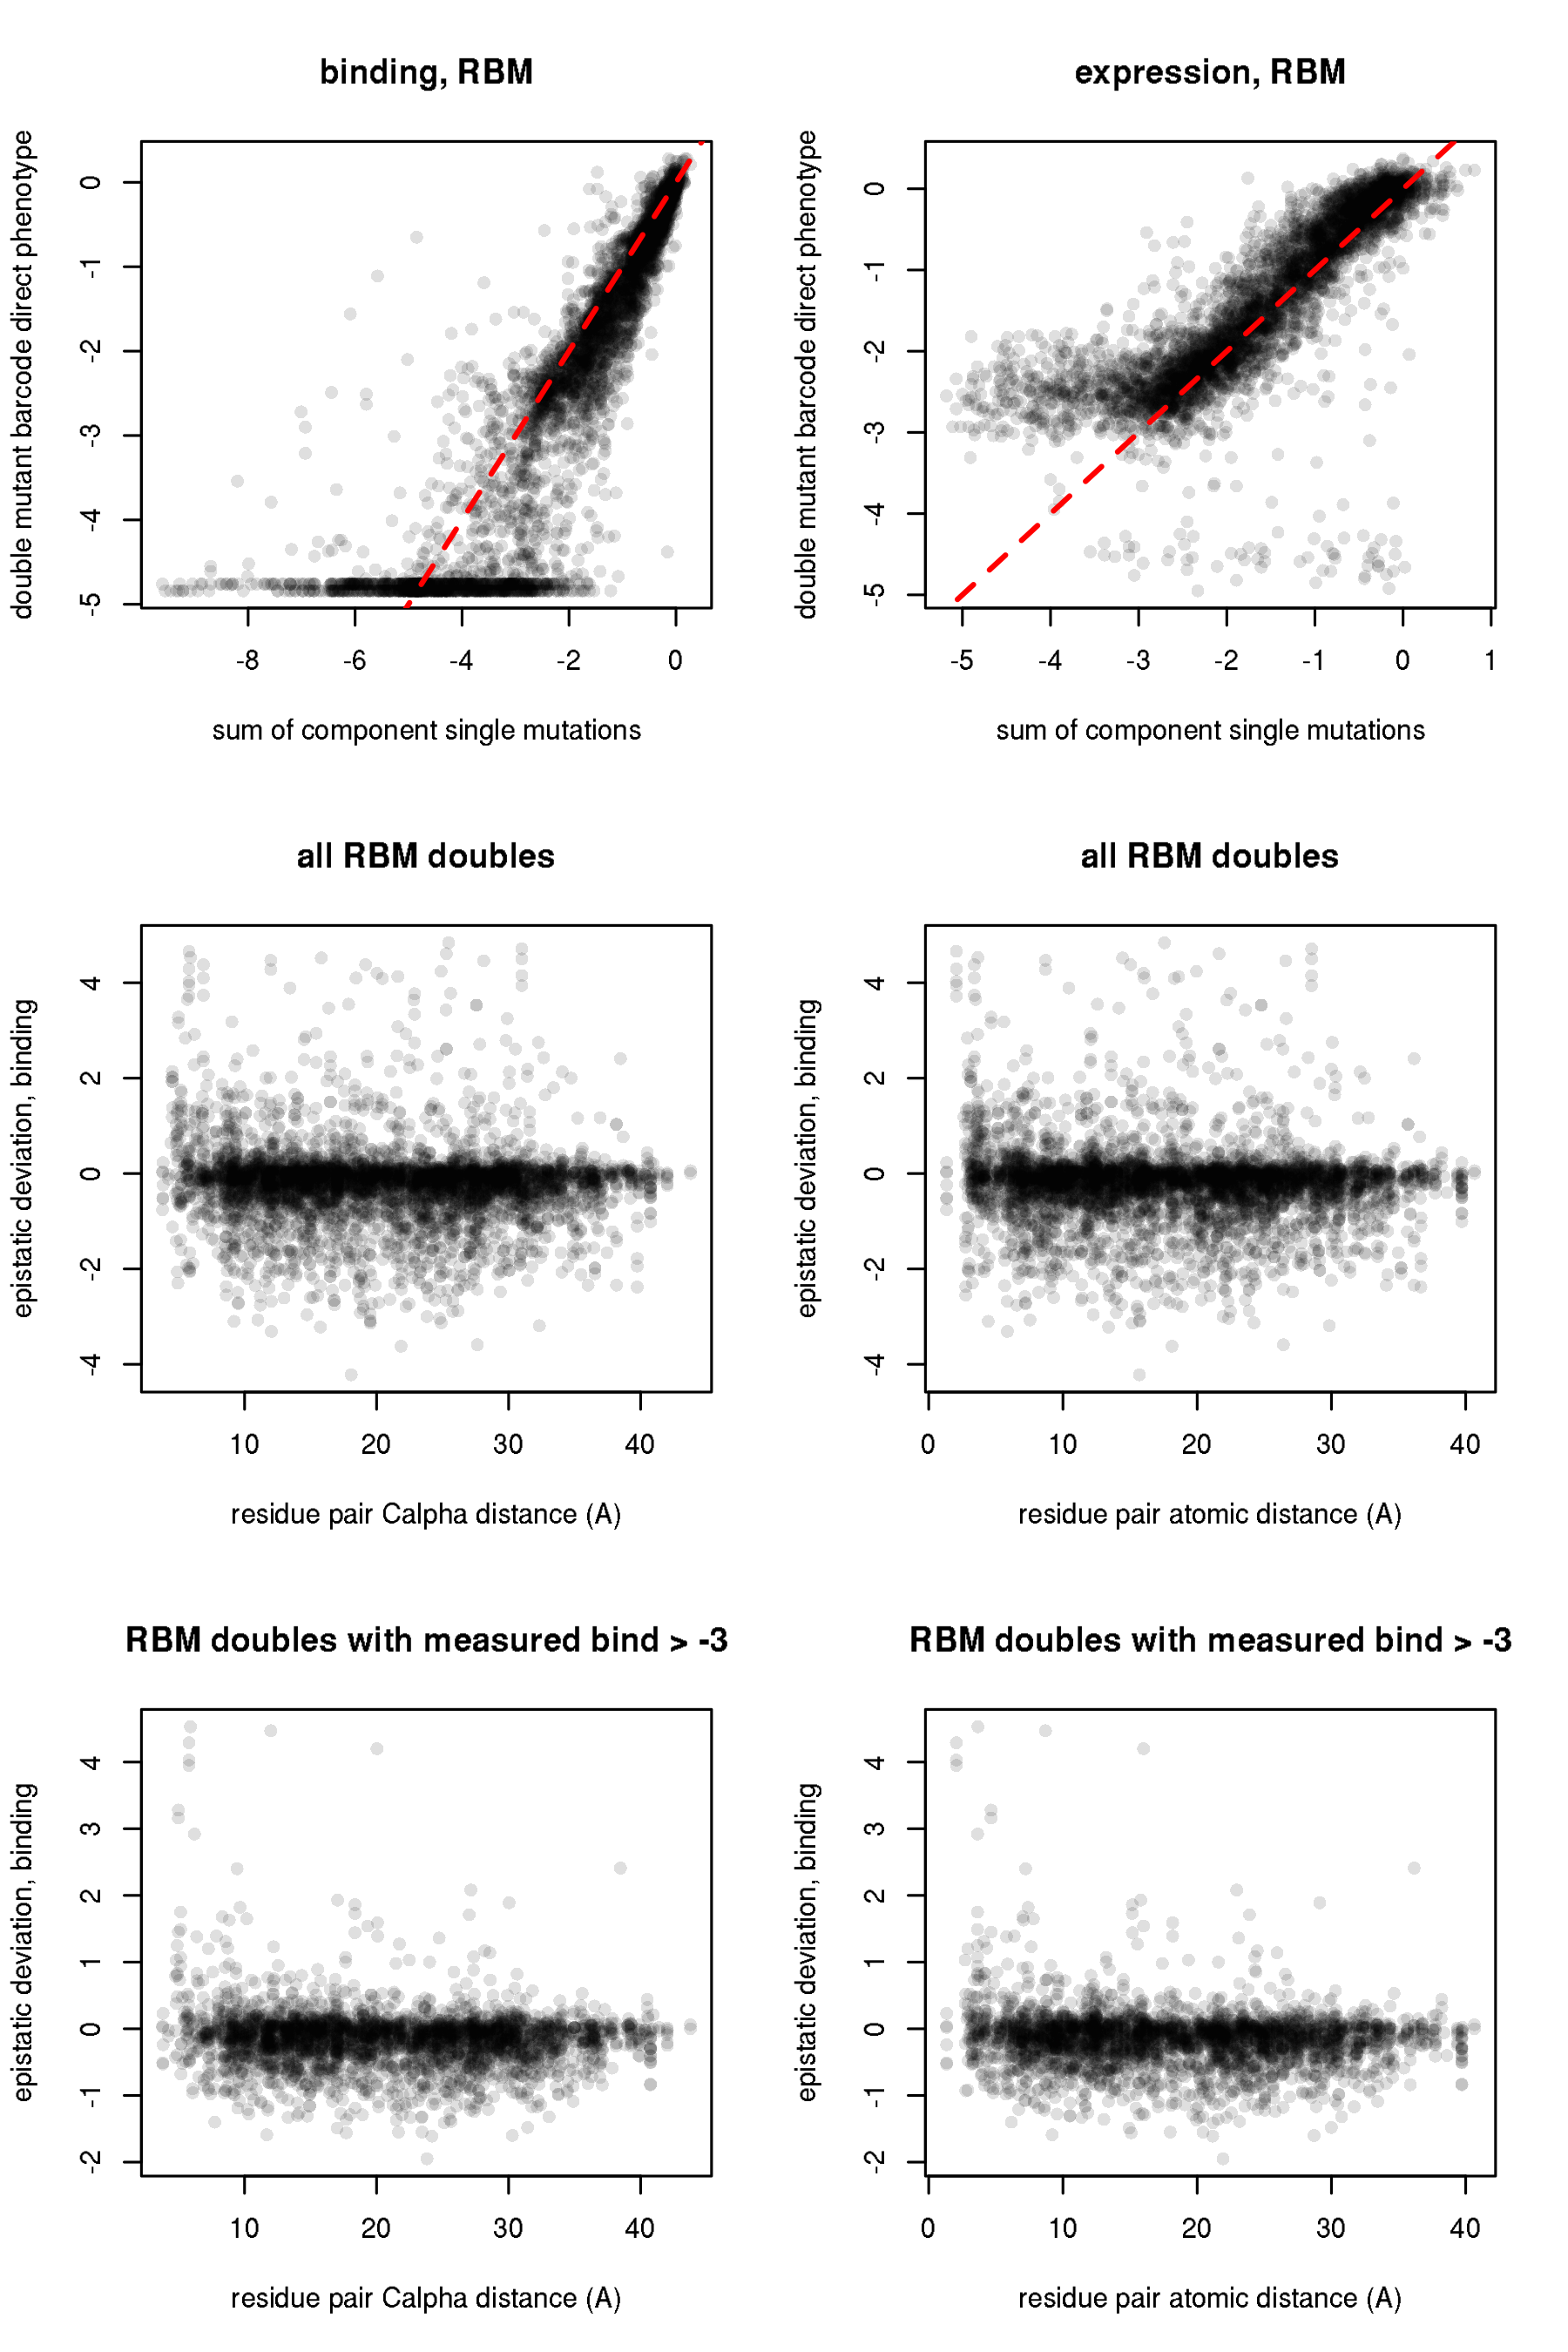 binding, RBM
double mutant barcode direct phenotype
0
-1
-2
-3
-4
-5
-8 -6 -4 -2 0
sum of component single mutations
expression, RBM
double mutant barcode direct phenotype
0
-1
-2
-3
-4
-5
-5 -4 -3 -2 -1 0 1
sum of component single mutations
all RBM doubles
epistatic deviation, binding
4
2
0
-2
-4
10 20 30 40
residue pair Calpha distance (A)
all RBM doubles
epistatic deviation, binding
4
2
0
-2
-4
0 10 20 30 40
residue pair atomic distance (A)
RBM doubles with measured bind > -3
epistatic deviation, binding
4
3
2
1
0
-1
-2
10 20 30 40
residue pair Calpha distance (A)
RBM doubles with measured bind > -3
epistatic deviation, binding
4
3
2
1
0
-1
-2
0 10 20 30 40
residue pair atomic distance (A)